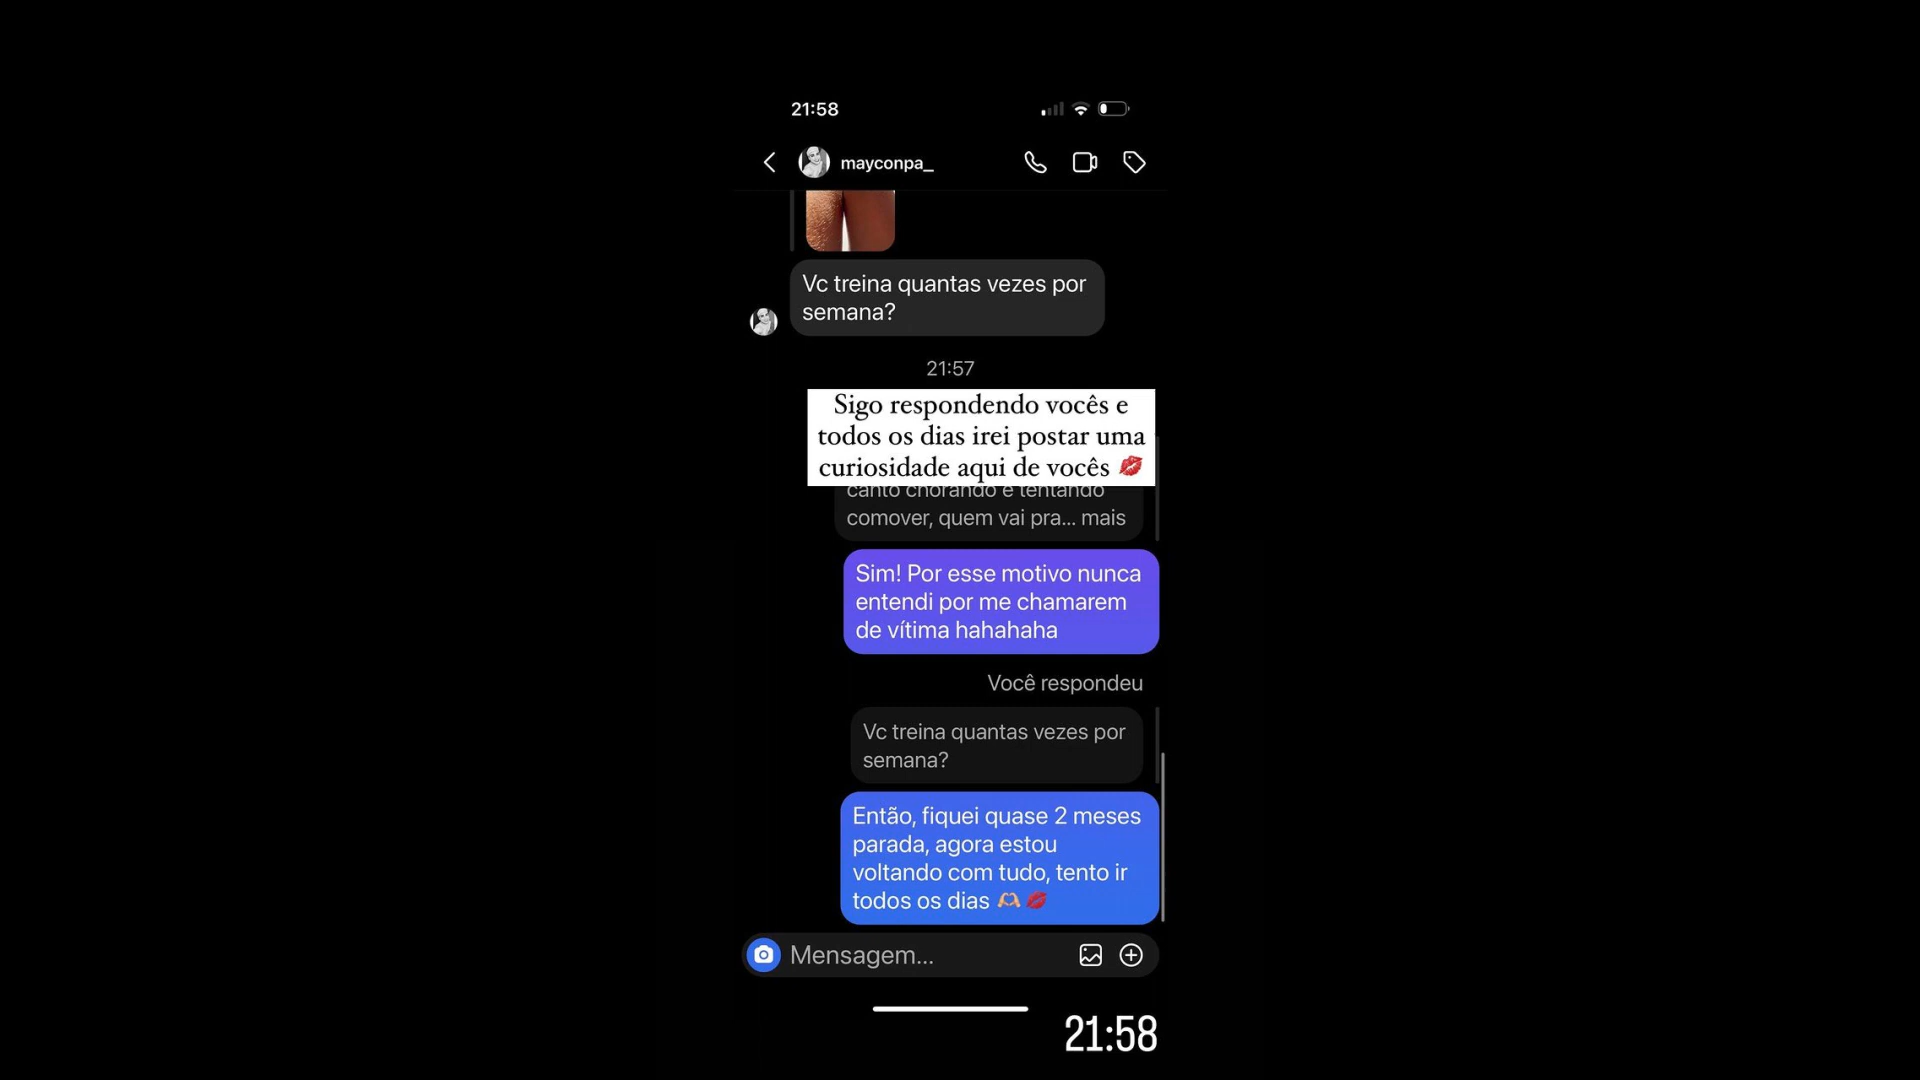 21:58
mayconpa_
Vc treina quantas vezes por
semana?
21:57
Sigo respondendo vocês e
todos os dias irei postar uma
curiosidade aqui de vocês 💋
canto chorando e tentando
comover, quem vai pra... mais
Sim! Por esse motivo nunca
entendi por me chamarem
de vítima hahahaha
Você respondeu
Vc treina quantas vezes por
semana?
Então, fiquei quase 2 meses
parada, agora estou
voltando com tudo, tento ir
todos os dias 🫶🏼💋
Mensagem...
21:58